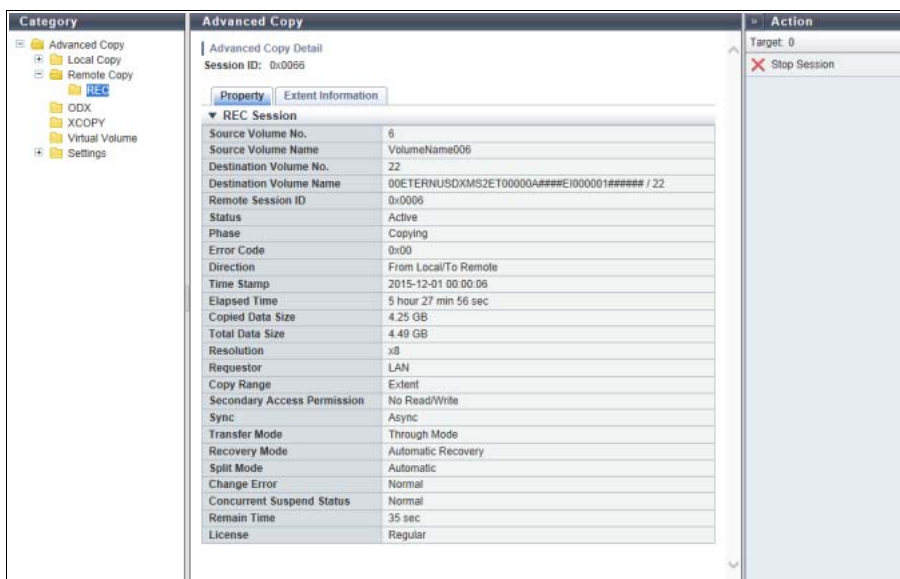 Category
Advanced Copy
Local Copy
Remote Copy
REC
ODX
XCOPY
Virtual Volume
Settings
Advanced Copy
Advanced Copy Detail
Session ID: 0x0066
Property Extent Information
▼ REC Session
Source Volume No. 6
Source Volume Name VolumeName006
Destination Volume No. 22
Destination Volume Name 00ETERNUSDXMS2ET00000A####EI000001###### / 22
Remote Session ID 0x0006
Status Active
Phase Copying
Error Code 0x00
Direction From Local/To Remote
Time Stamp 2015-12-01 00:00:06
Elapsed Time 5 hour 27 min 56 sec
Copied Data Size 4.25 GB
Total Data Size 4.49 GB
Resolution x8
Requestor LAN
Copy Range Extent
Secondary Access Permission No Read/Write
Sync Async
Transfer Mode Through Mode
Recovery Mode Automatic Recovery
Split Mode Automatic
Change Error Normal
Concurrent Suspend Status Normal
Remain Time 35 sec
License Regular
» Action
Target: 0
Stop Session